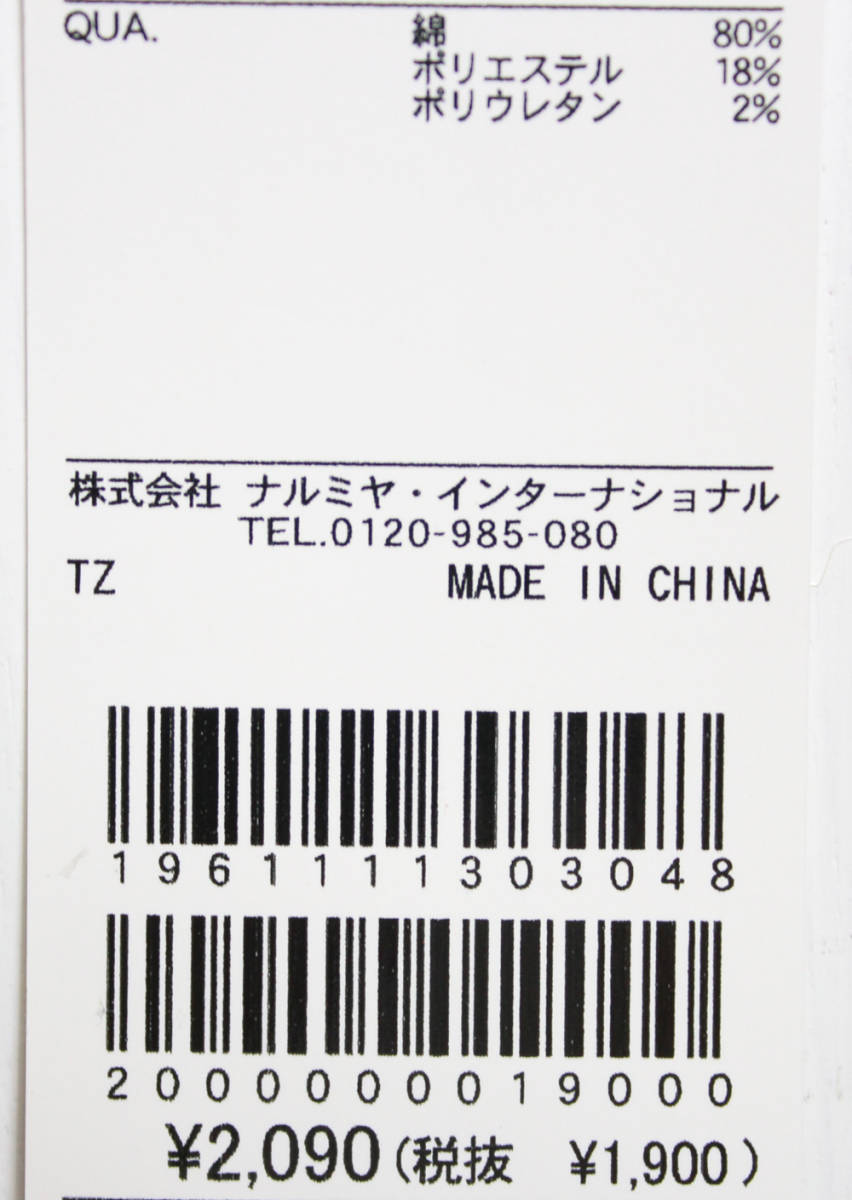 QUA. 綿 80%
ポリエステル 18%
ポリウレタン 2%
株式会社 ナルミヤ・インターナショナル
TEL.0120-985-080
TZ MADE IN CHINA
1961111303048
2000000019000
¥2,090(税抜 ¥1,900)